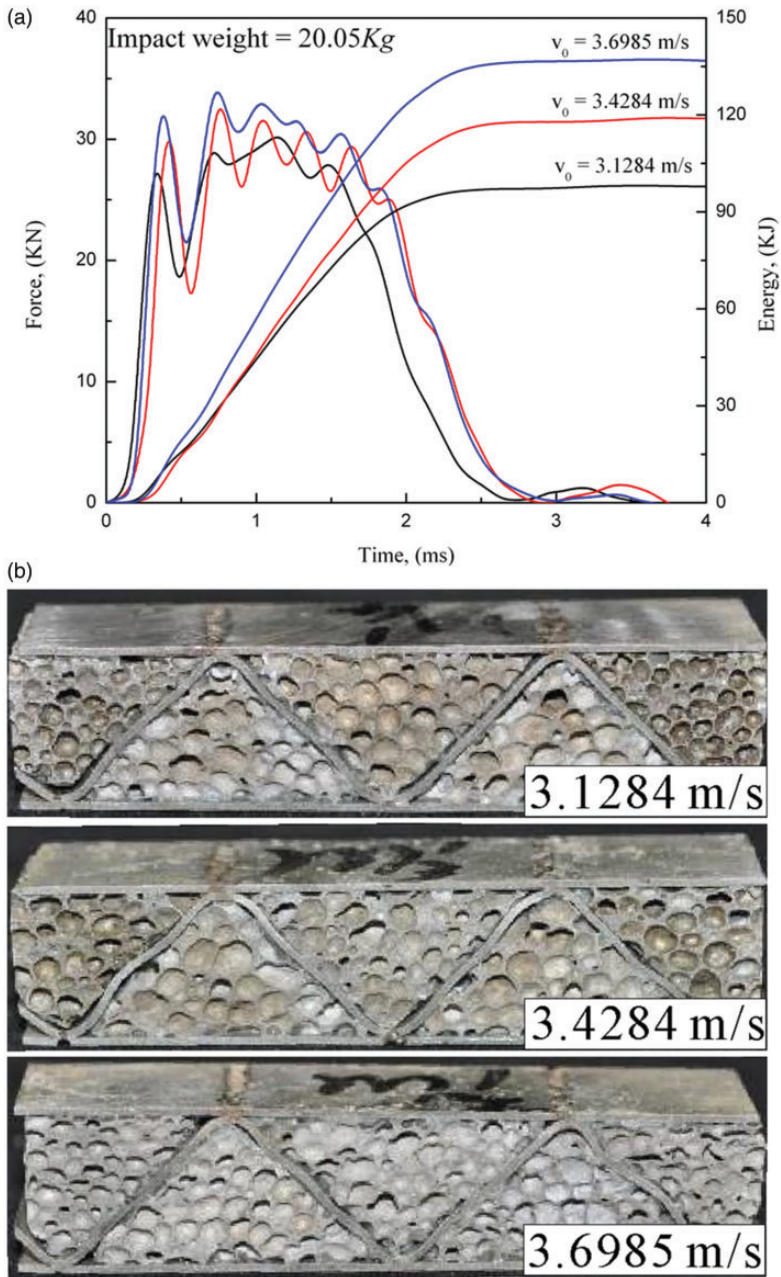 (a)
40
150
Impact weight = 20.05Kg
v0 = 3.6985 m/s
v0 = 3.4284 m/s
v0 = 3.1284 m/s
30
120
20
90
60
10
30
0
0
Force, (KN)
Energy, (KJ)
0
1
2
3
4
Time, (ms)
(b)
3.1284 m/s
3.4284 m/s
3.6985 m/s